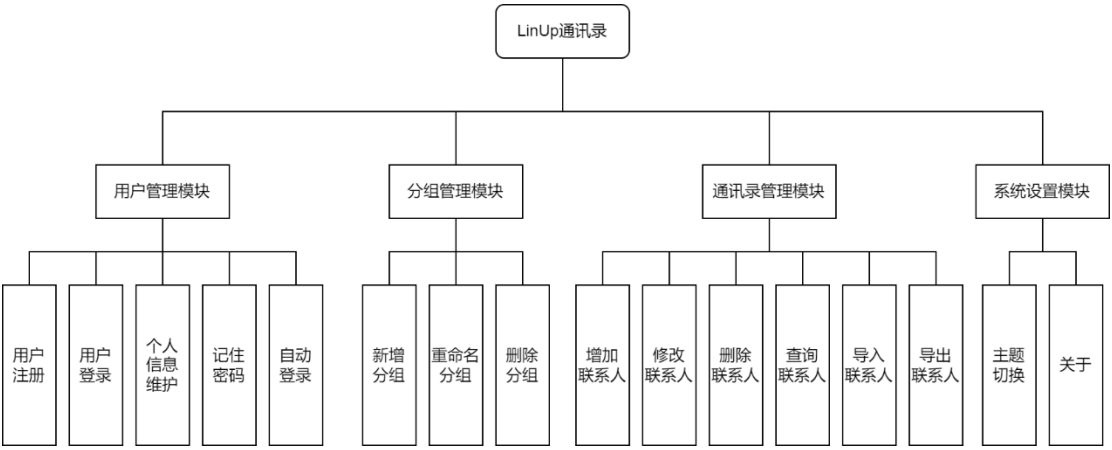 LinUp通讯录
用户管理模块
分组管理模块
通讯录管理模块
系统设置模块
用户
注册
用户
登录
个人
信息
维护
记住
密码
自动
登录
新增
分组
重命名
分组
删除
分组
增加
联系人
修改
联系人
删除
联系人
查询
联系人
导入
联系人
导出
联系人
主题
切换
关于